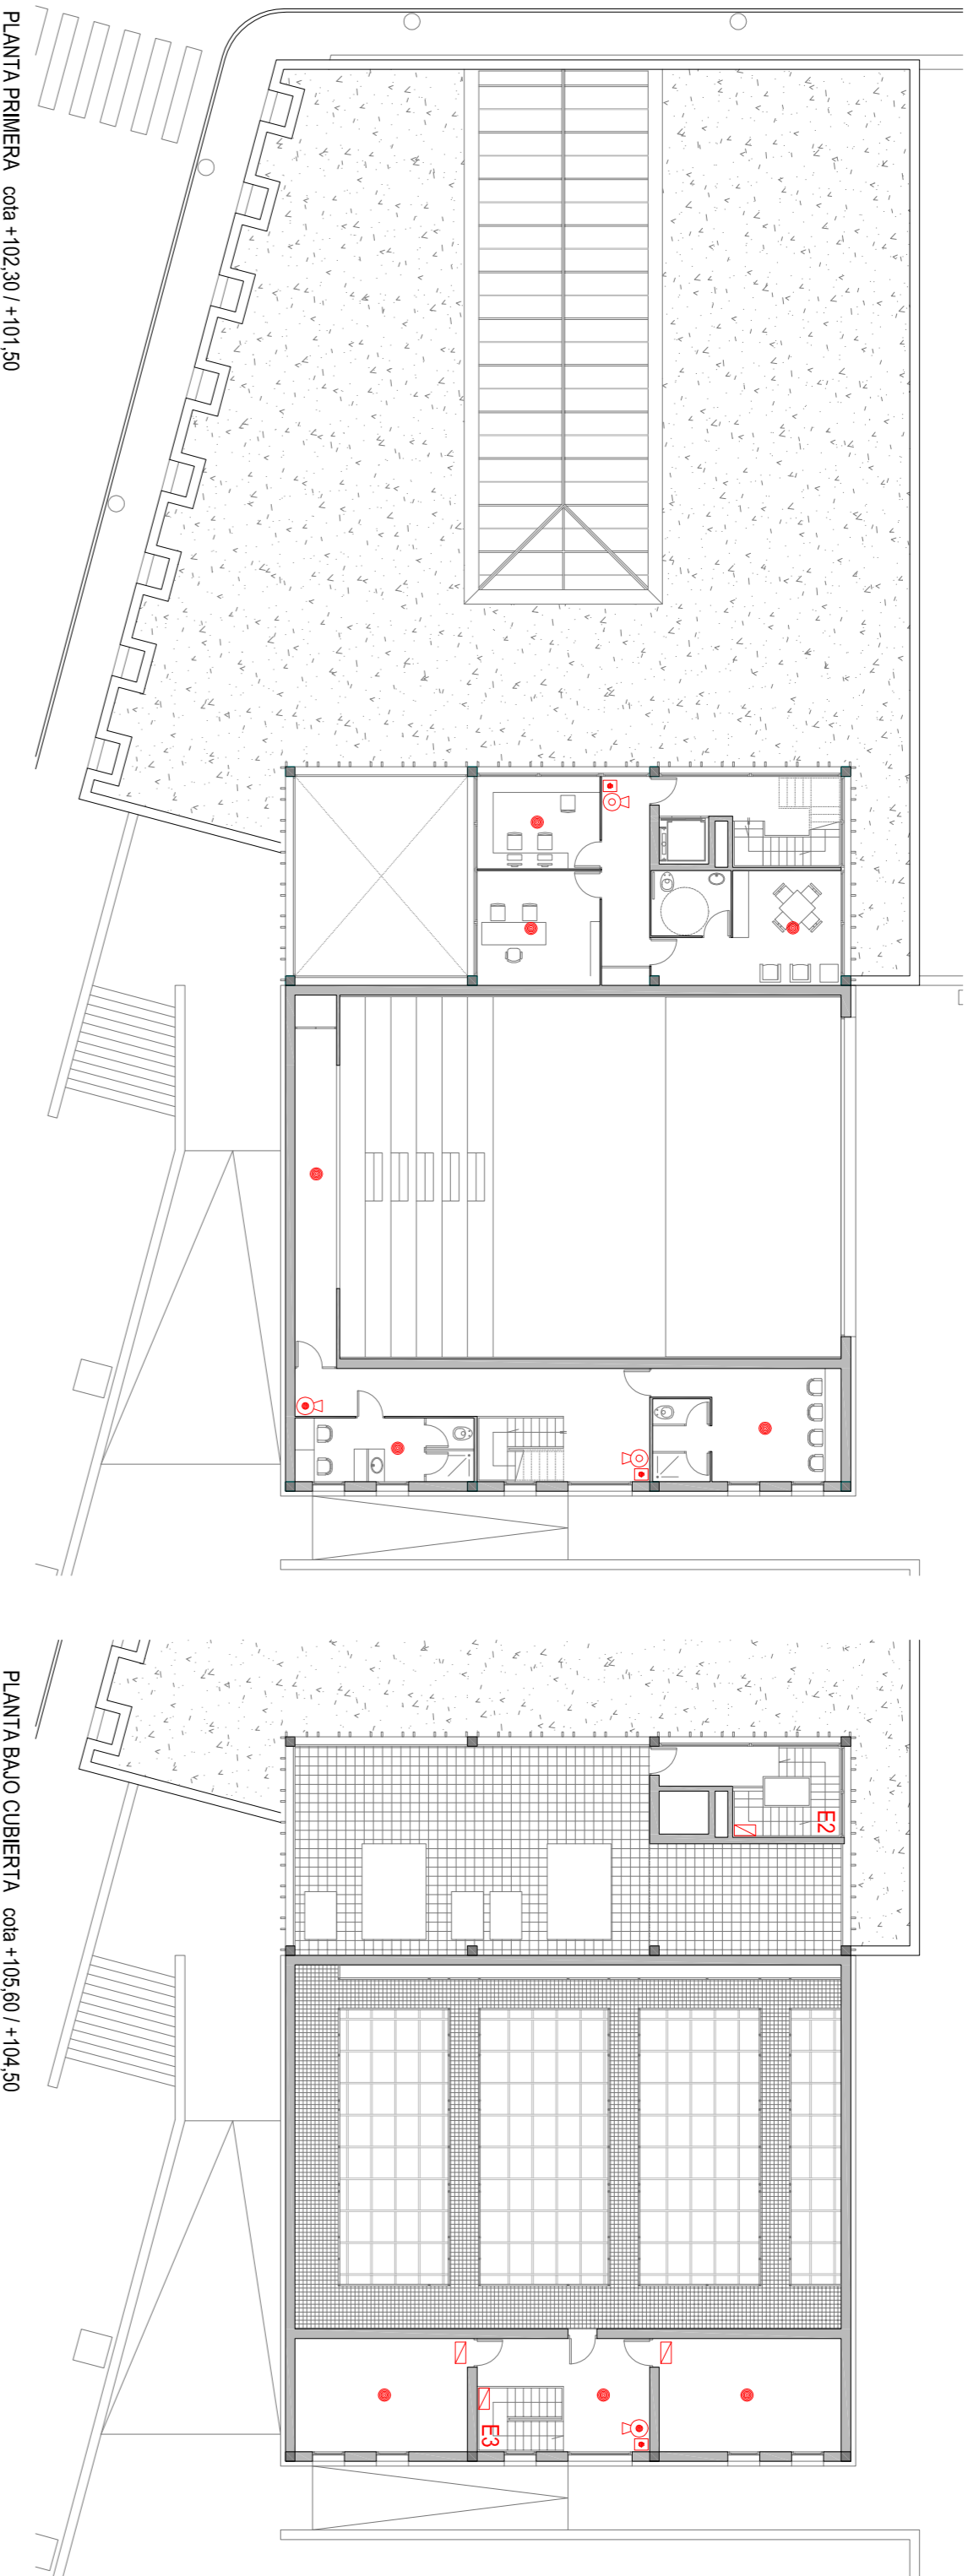 PLANTA PRIMERA cota +102,30 / +101,50
E2
E3
PLANTA BAJO CUBIERTA cota +105,60 / +104,50